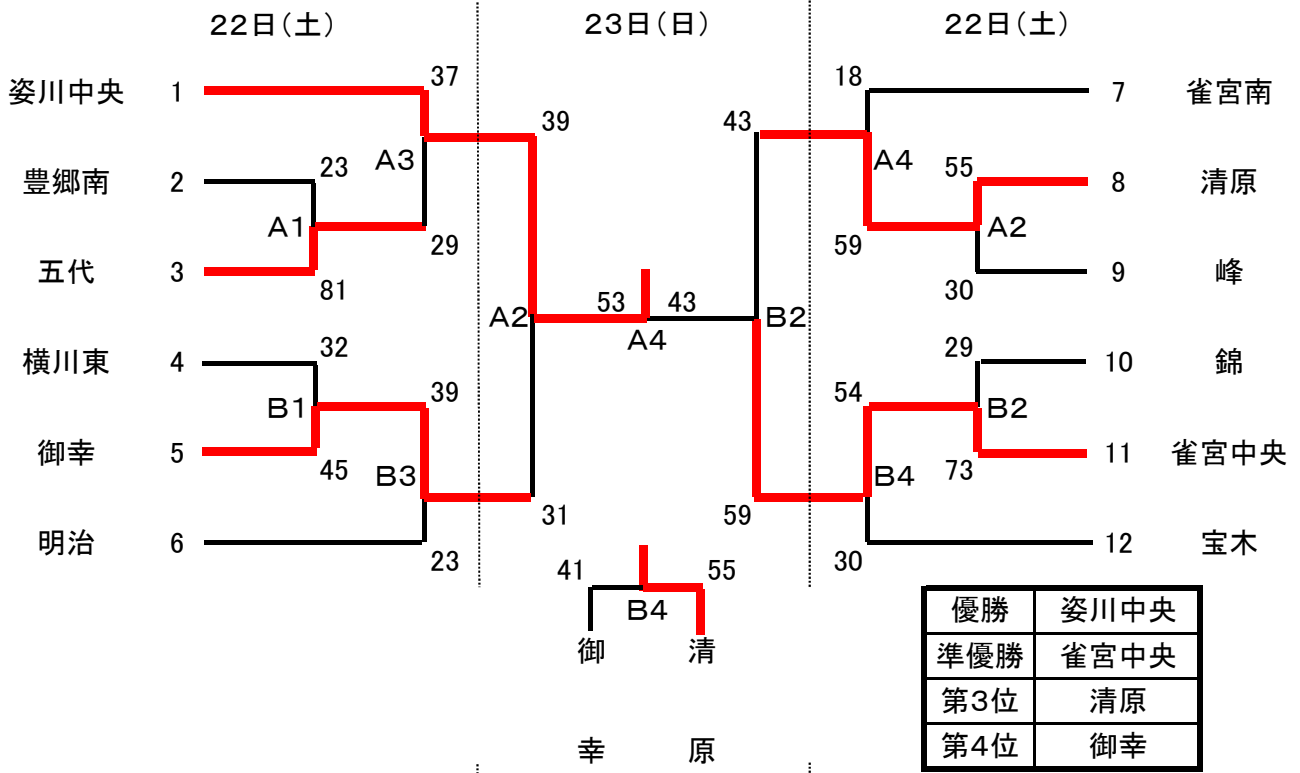 22日(土) 23日(日) 22日(土)
姿川中央 1 37 39 43 18 7 雀宮南
豊郷南 2 23 A3 A4 55 8 清原
A1 29 59 A2
五代 3 81 30 9 峰
A2 53 43 B2
A4
横川東 4 32 39 54 29 10 錦
B1 B2
御幸 5 45 B3 B4 73 11 雀宮中央
31 59
明治 6 23 30 12 宝木
41 55
B4
御 清
幸 原
優勝 姿川中央
準優勝 雀宮中央
第3位 清原
第4位 御幸